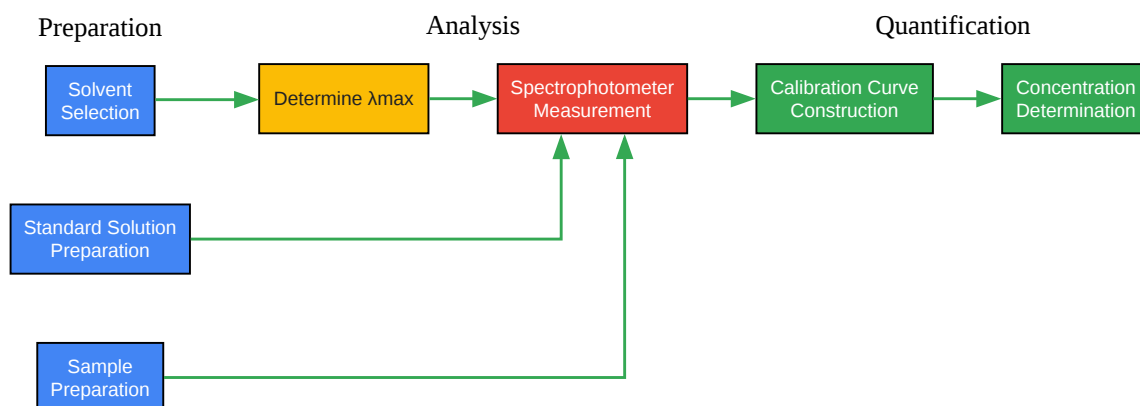 Preparation
Analysis
Quantification
Solvent
Selection
Determine λmax
Spectrophotometer
Measurement
Calibration Curve
Construction
Concentration
Determination
Standard Solution
Preparation
Sample
Preparation